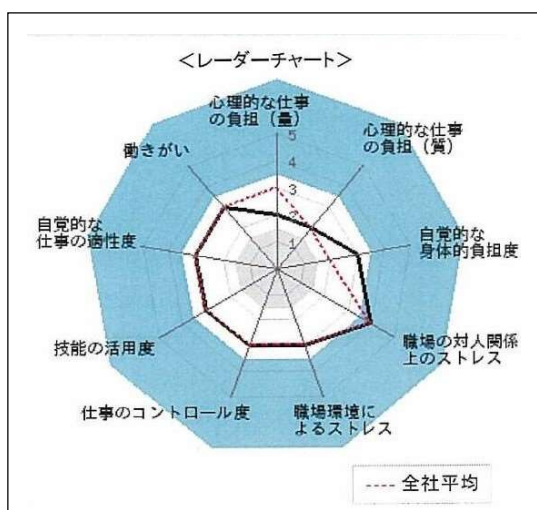 <レーダーチャート>
心理的な仕事
の負担（量）
5
4
3
2
1
心理的な仕事
の負担（質）
自覚的な
身体的負担度
職場の対人関係
上のストレス
職場環境に
よるストレス
仕事のコントロール度
技能の活用度
自覚的な
仕事の適性度
働きがい
全社平均